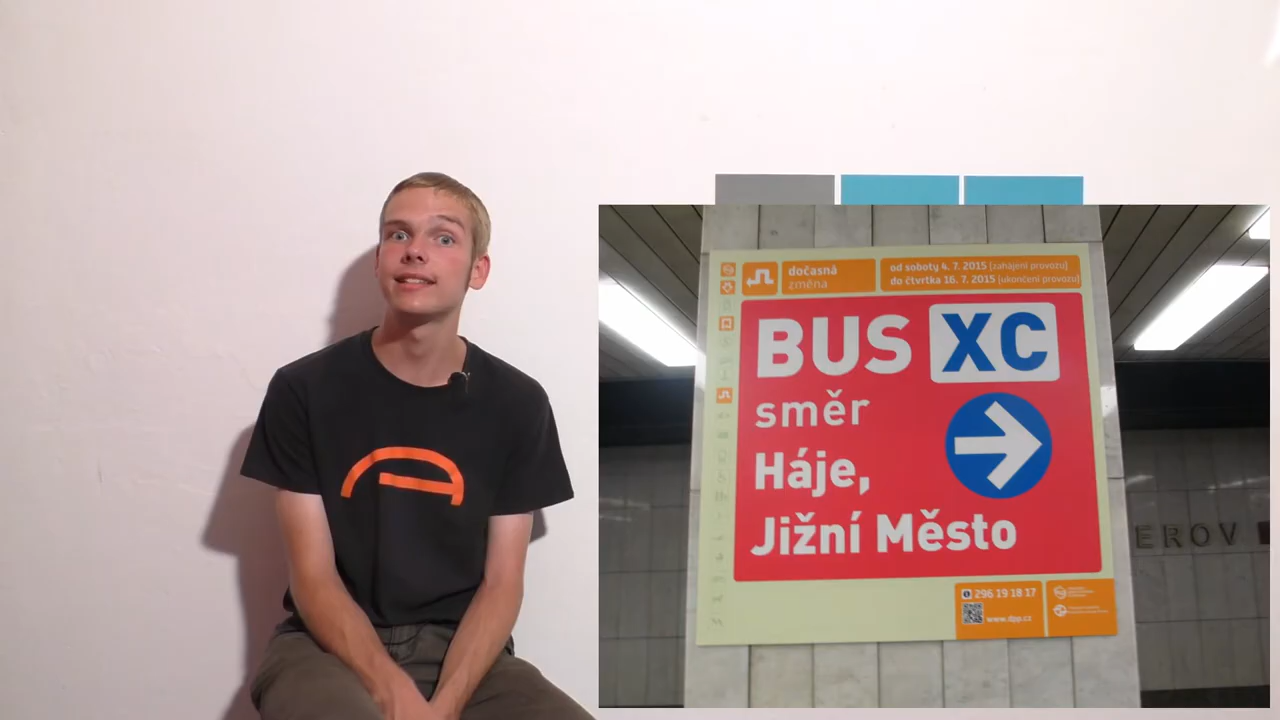 dočasná
změna
od soboty 4. 7. 2015 (zahájení provozu)
do čtvrtka 16. 7. 2015 (ukončení provozu)
BUS XC
směr
Háje,
Jižní Město
296 19 18 17
www.dpp.cz
EROV